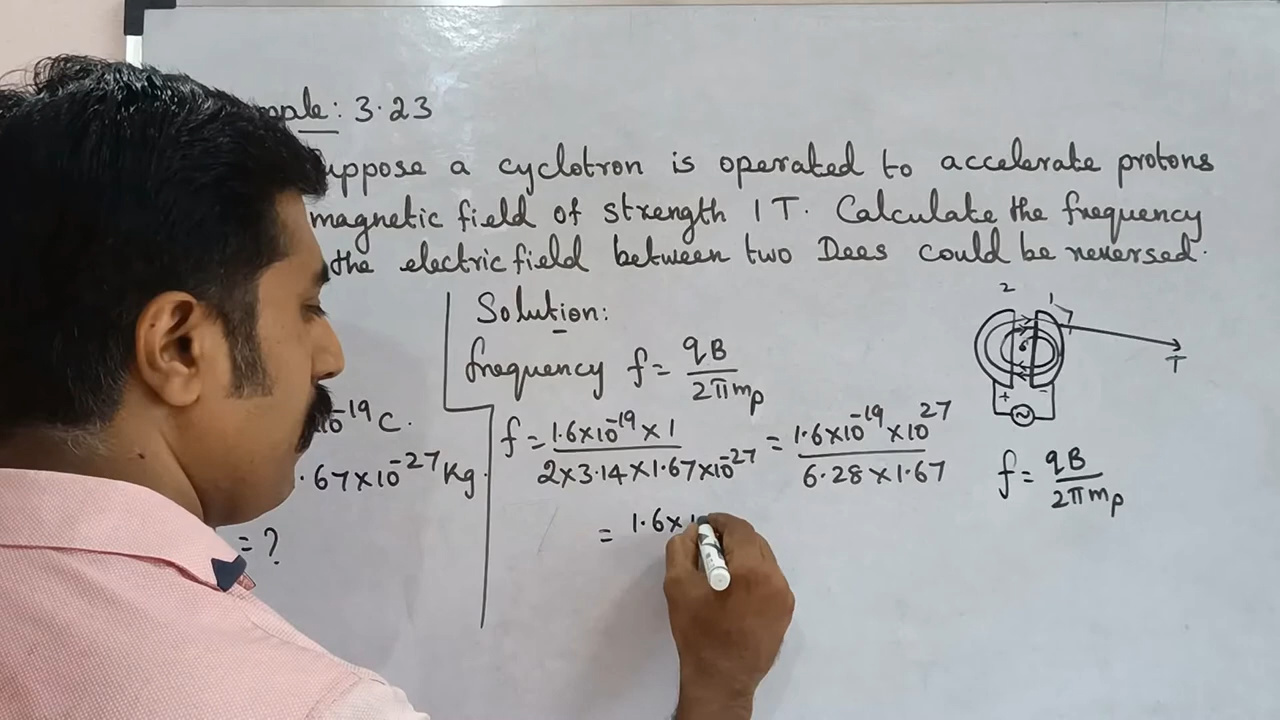 : 3.23
a cyclotron is operated to accelerate protons
magnetic field of strength 1 T. Calculate the frequency
the electric field between two Dees could be reversed.
Solution:
frequency f = qB / 2πmp
10⁻¹⁹ C.
.67×10⁻²⁷ Kg.
= ?
f = 1.6×10⁻¹⁹ × 1 / 2×3.14×1.67×10⁻²⁷ = 1.6×10⁻¹⁹×10²⁷ / 6.28×1.67
= 1.6×1
2 1
+ −
T
f = qB / 2πmp